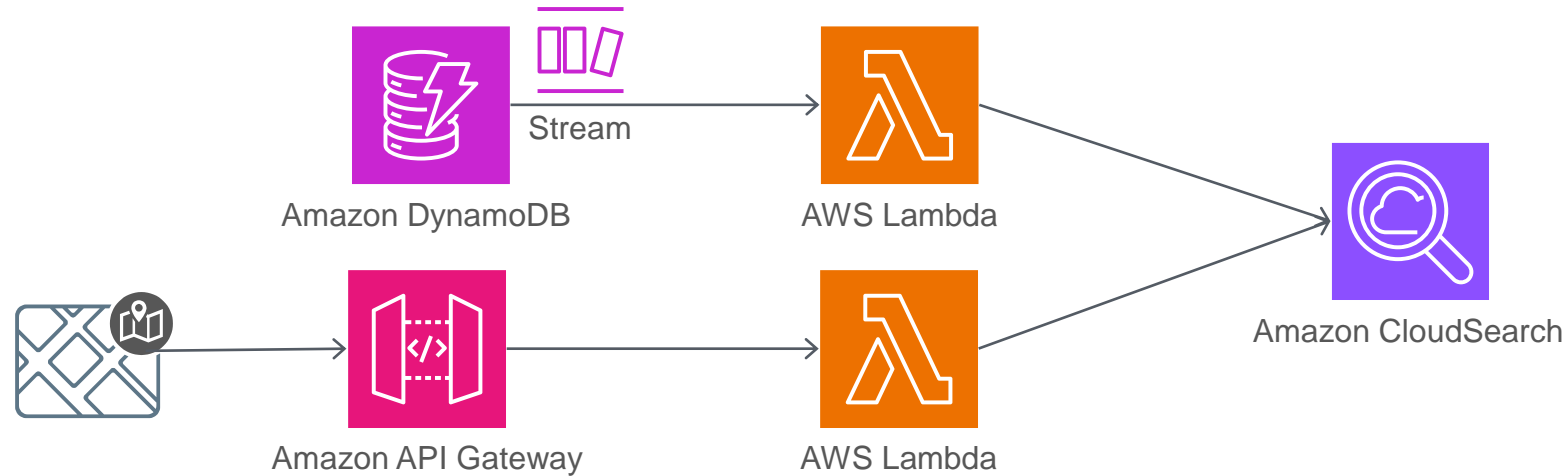 Stream
Amazon DynamoDB
AWS Lambda
Amazon CloudSearch
Amazon API Gateway
AWS Lambda